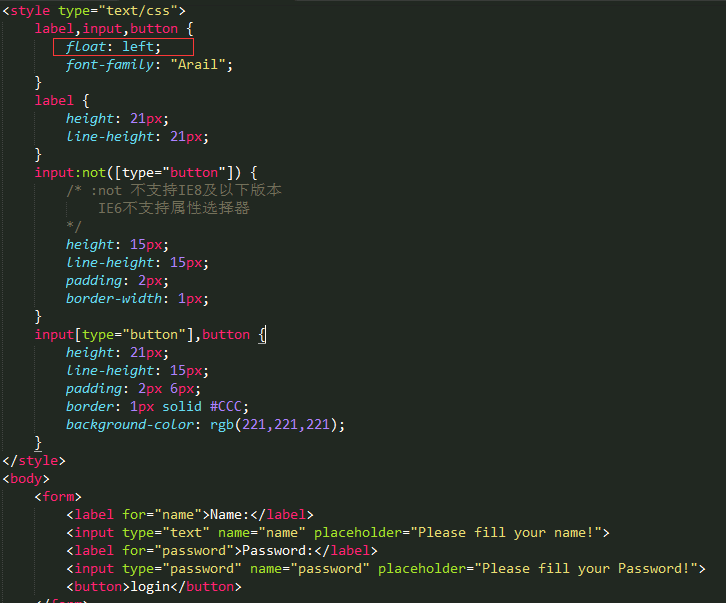 <style type="text/css">
label,input,button {
float: left;
font-family: "Arail";
}
label {
height: 21px;
line-height: 21px;
}
input:not([type="button"]) {
/* :not 不支持IE8及以下版本
IE6不支持属性选择器
*/
height: 15px;
line-height: 15px;
padding: 2px;
border-width: 1px;
}
input[type="button"],button {
height: 21px;
line-height: 15px;
padding: 2px 6px;
border: 1px solid #CCC;
background-color: rgb(221,221,221);
}
</style>
<body>
<form>
<label for="name">Name:</label>
<input type="text" name="name" placeholder="Please fill your name!">
<label for="password">Password:</label>
<input type="password" name="password" placeholder="Please fill your Password!">
<button>login</button>
</form>